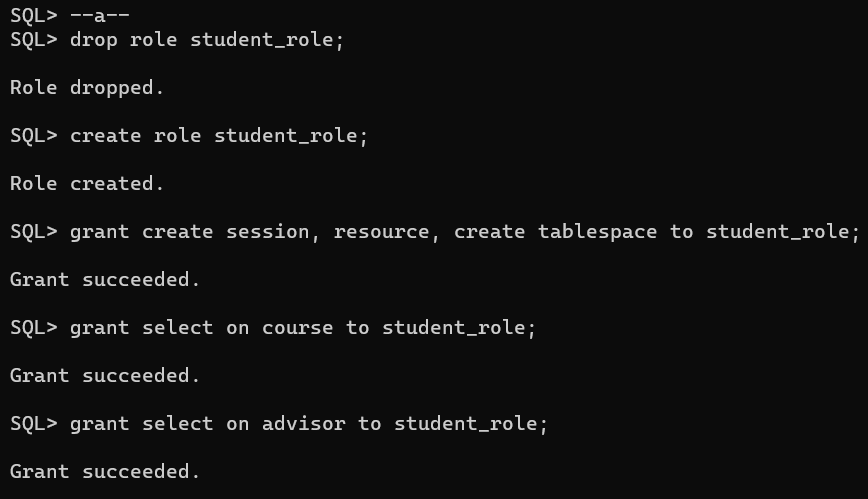 SQL> --a--
SQL> drop role student_role;
Role dropped.
SQL> create role student_role;
Role created.
SQL> grant create session, resource, create tablespace to student_role;
Grant succeeded.
SQL> grant select on course to student_role;
Grant succeeded.
SQL> grant select on advisor to student_role;
Grant succeeded.